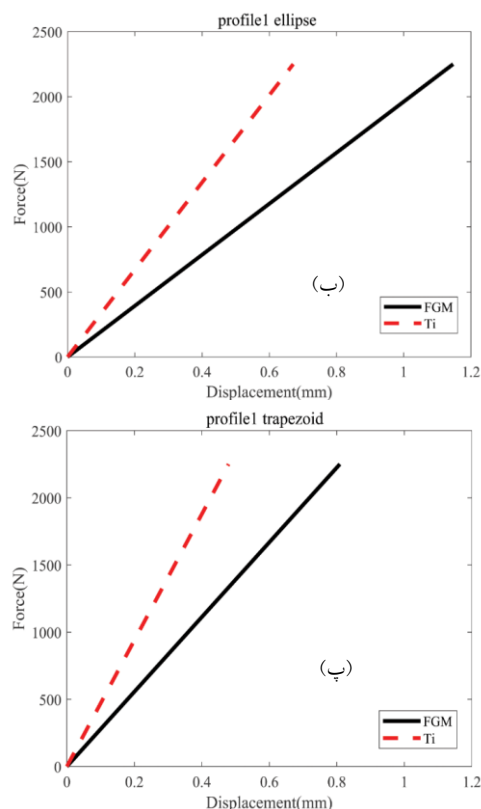 profile1 ellipse
2500
2000
1500
1000
500
0
Force(N)
(ب)
FGM
Ti
0 0.2 0.4 0.6 0.8 1 1.2
Displacement(mm)
profile1 trapezoid
2500
2000
1500
1000
500
0
Force(N)
(پ)
FGM
Ti
0 0.2 0.4 0.6 0.8 1 1.2
Displacement(mm)